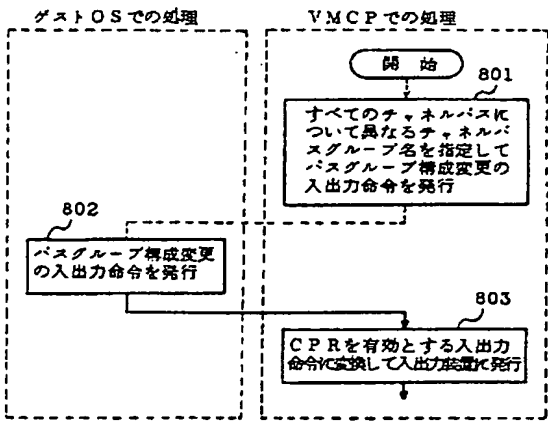 ゲストOSでの処理
VMCPでの処理
開始
801
すべてのチャネルパスに
ついて異なるチャネルパ
スグループ名を指定して
パスグループ構成変更の
入出力命令を発行
802
パスグループ構成変更
の入出力命令を発行
803
CPRを有効とする入出力
命令に変換して入出力装置に発行